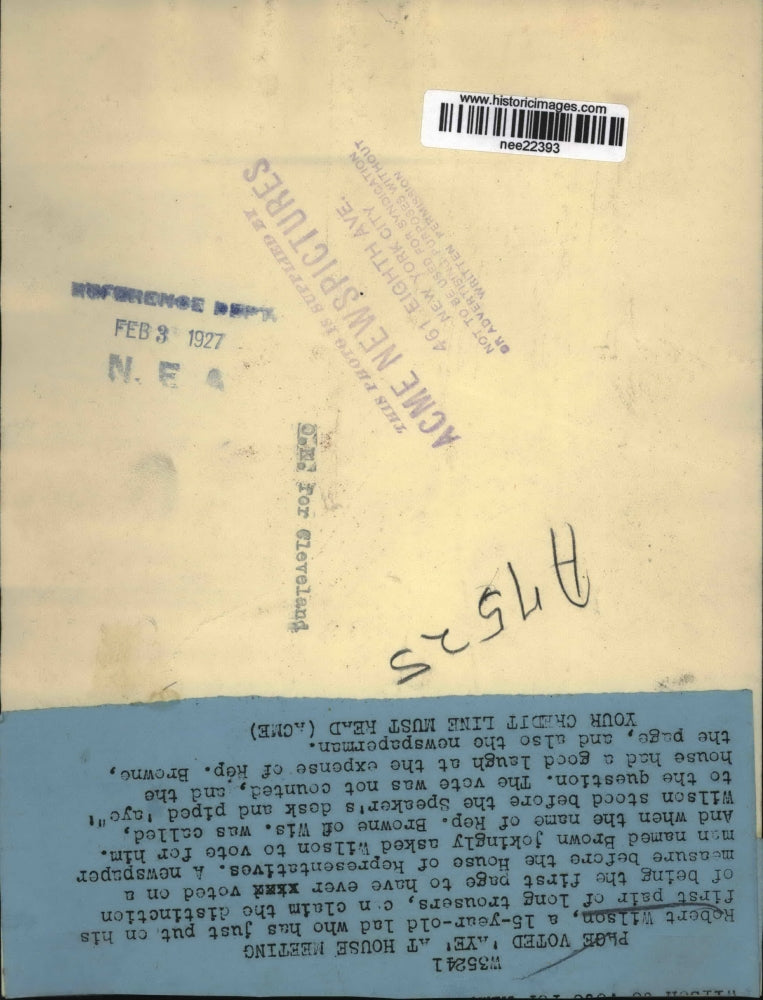 www.historicimages.com
nee22393
THIS PHOTO IS SUPPLIED BY
ACME NEWSPICTURES
461 EIGHTH AVE.
NEW YORK CITY
NOT TO BE USED FOR SYNDICATION
OR ADVERTISING PURPOSES WITHOUT
WRITTEN PERMISSION
REFERENCE DEPT.
FEB 3 1927
N. E A
O.K. for Cleveland
A7525
W35241
PAGE VOTED 'AYE' AT HOUSE MEETING
Robert Wilson, a 15-year-old lad who has just put on his
first pair of long trousers, c n claim the distinction
of being the first page to have ever xxxx voted on a
measure before the House of Representatives. A newspaper
man named Brown jokingly asked Wilson to vote for him.
And when the name of Rep. Browne of Wis. was called,
Wilson stood before the Speaker's desk and piped "aye"
to the question. The vote was not counted, and the
house had a good laugh at the expense of Rep. Browne,
the page, and also the newspaperman.
YOUR CREDIT LINE MUST READ (ACME)